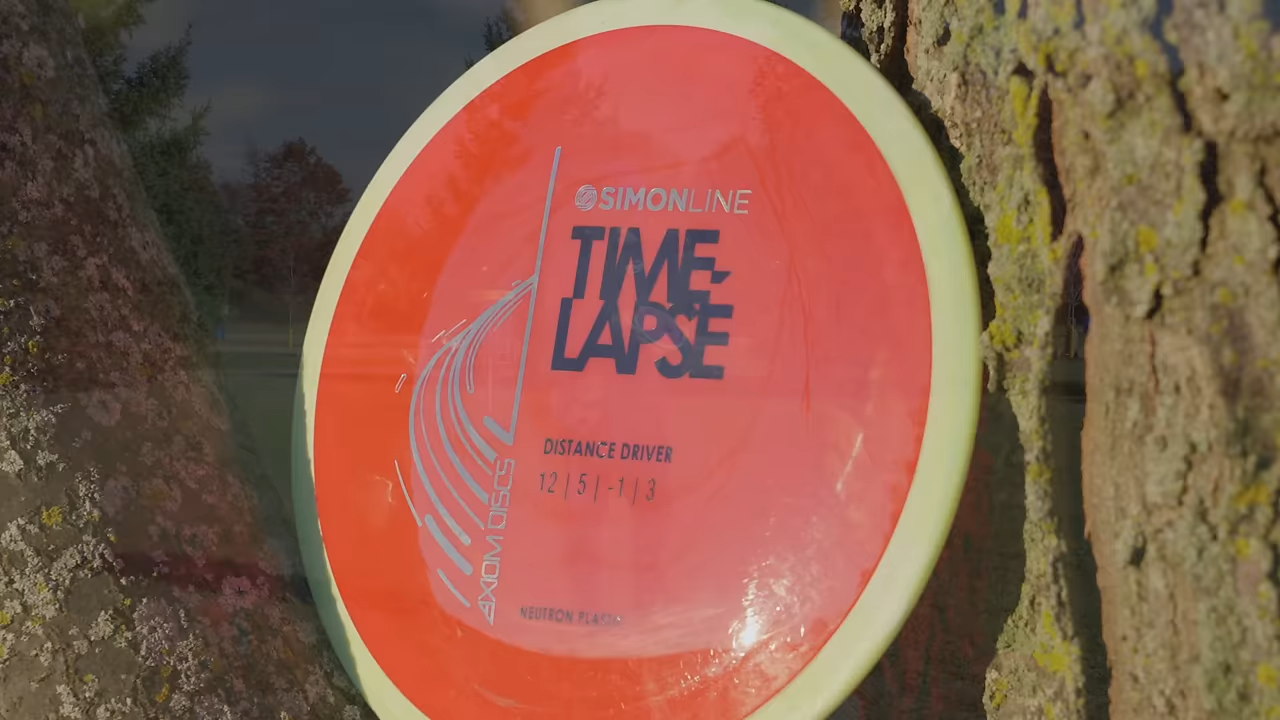 SIMONLINE
TIME-
LAPSE
DISTANCE DRIVER
12 | 5 | -1 | 3
AXIOM DISCS
NEUTRON PLASTIC